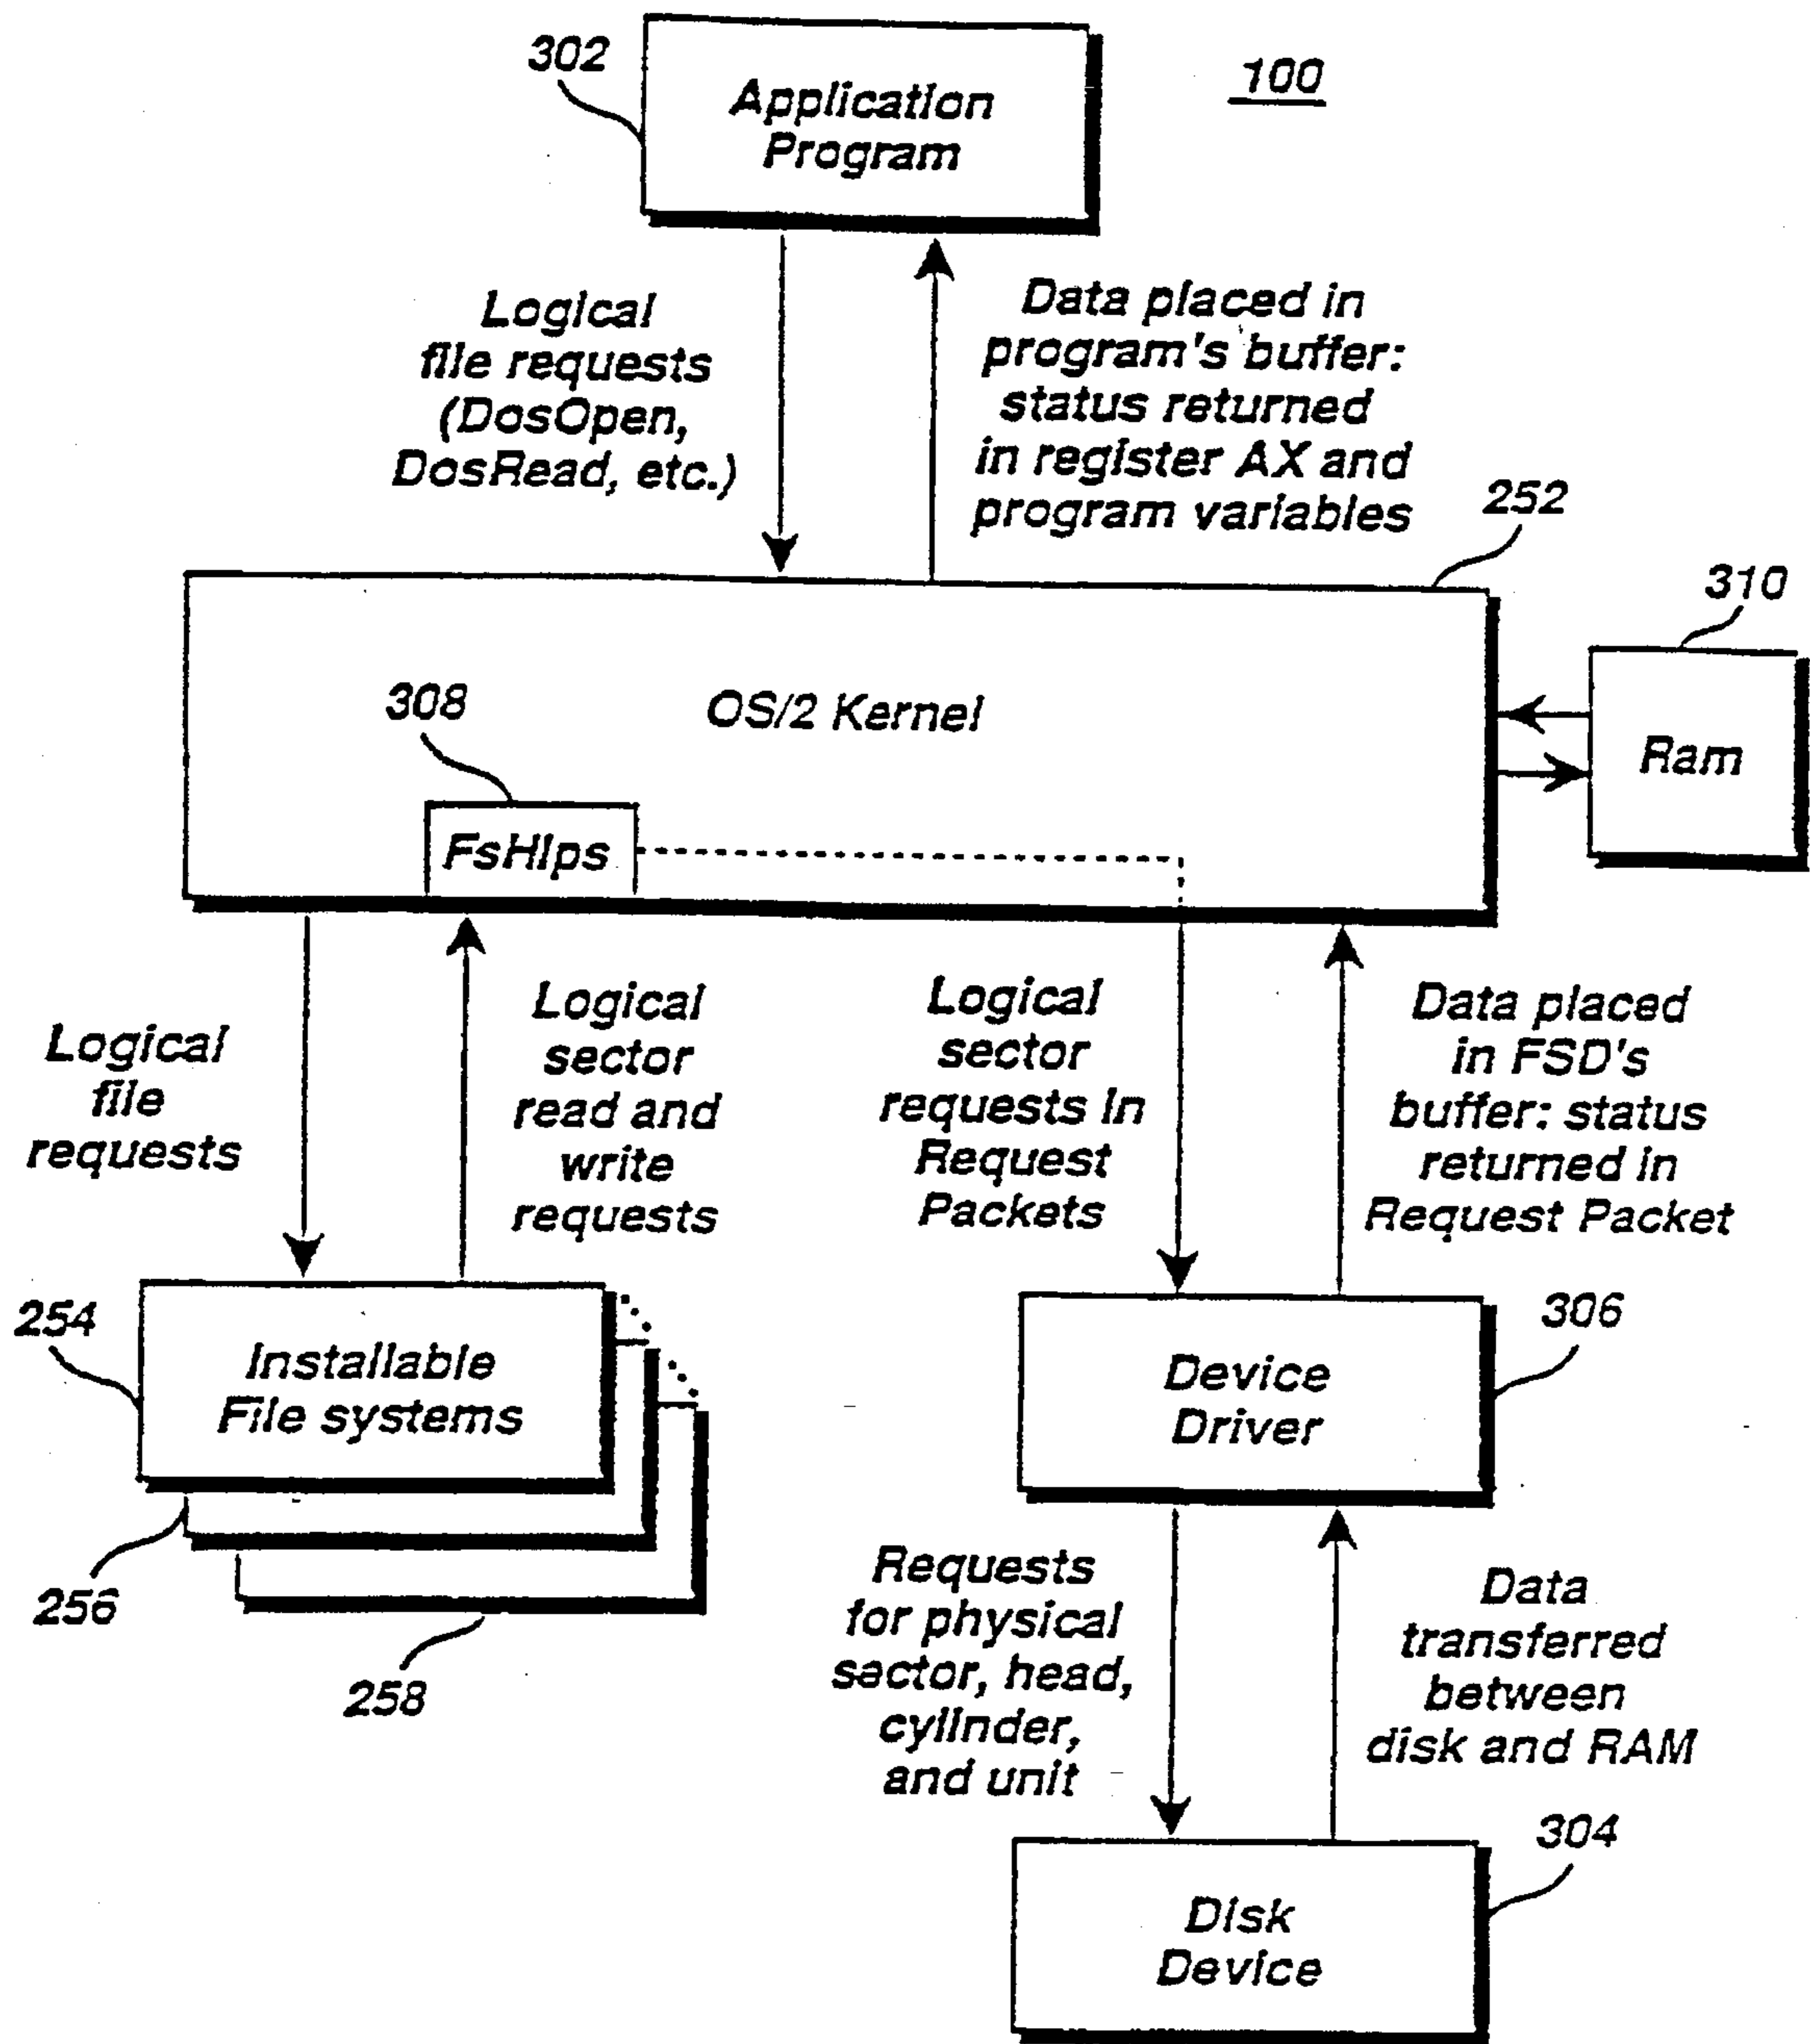 302
Application
Program
100
Logical
file requests
(DosOpen,
DosRead, etc.)
Data placed in
program's buffer:
status returned
in register AX and
program variables
252
310
OS/2 Kernel
Ram
308
FsHlps
Logical
file
requests
Logical
sector
read and
write
requests
Logical
sector
requests in
Request
Packets
Data placed
in FSD's
buffer: status
returned in
Request Packet
254
Installable
File systems
256
258
306
Device
Driver
Requests
for physical
sector, head,
cylinder,
and unit
Data
transferred
between
disk and RAM
304
Disk
Device